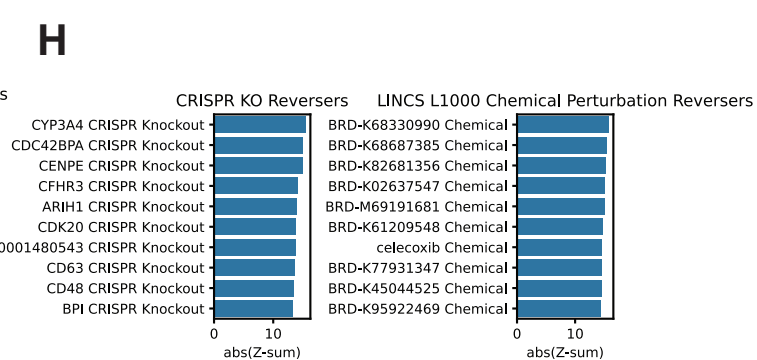 H
s
CRISPR KO Reversers
CYP3A4 CRISPR Knockout
CDC42BPA CRISPR Knockout
CENPE CRISPR Knockout
CFHR3 CRISPR Knockout
ARIH1 CRISPR Knockout
CDK20 CRISPR Knockout
0001480543 CRISPR Knockout
CD63 CRISPR Knockout
CD48 CRISPR Knockout
BPI CRISPR Knockout
0 10
abs(Z-sum)
LINCS L1000 Chemical Perturbation Reversers
BRD-K68330990 Chemical
BRD-K68687385 Chemical
BRD-K82681356 Chemical
BRD-K02637547 Chemical
BRD-M69191681 Chemical
BRD-K61209548 Chemical
celecoxib Chemical
BRD-K77931347 Chemical
BRD-K45044525 Chemical
BRD-K95922469 Chemical
0 10
abs(Z-sum)